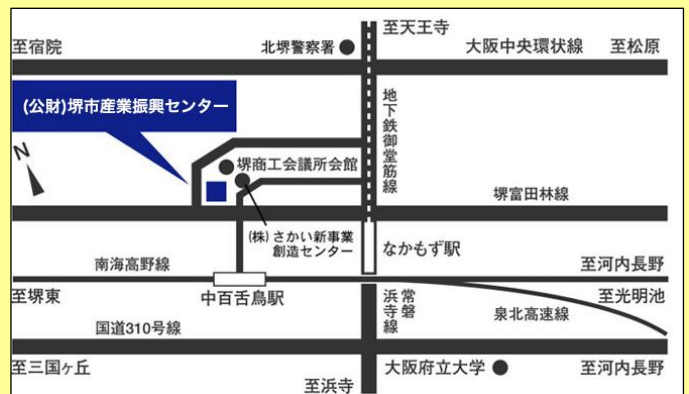 至天王寺
至宿院
北堺警察署
大阪中央環状線
至松原
(公財)堺市産業振興センター
地下鉄御堂筋線
N
堺商工会議所会館
堺富田林線
(株)さかい新事業
創造センター
なかもず駅
南海高野線
至河内長野
至堺東
中百舌鳥駅
常磐
浜寺線
至光明池
泉北高速線
国道310号線
至三国ヶ丘
大阪府立大学
至河内長野
至浜寺